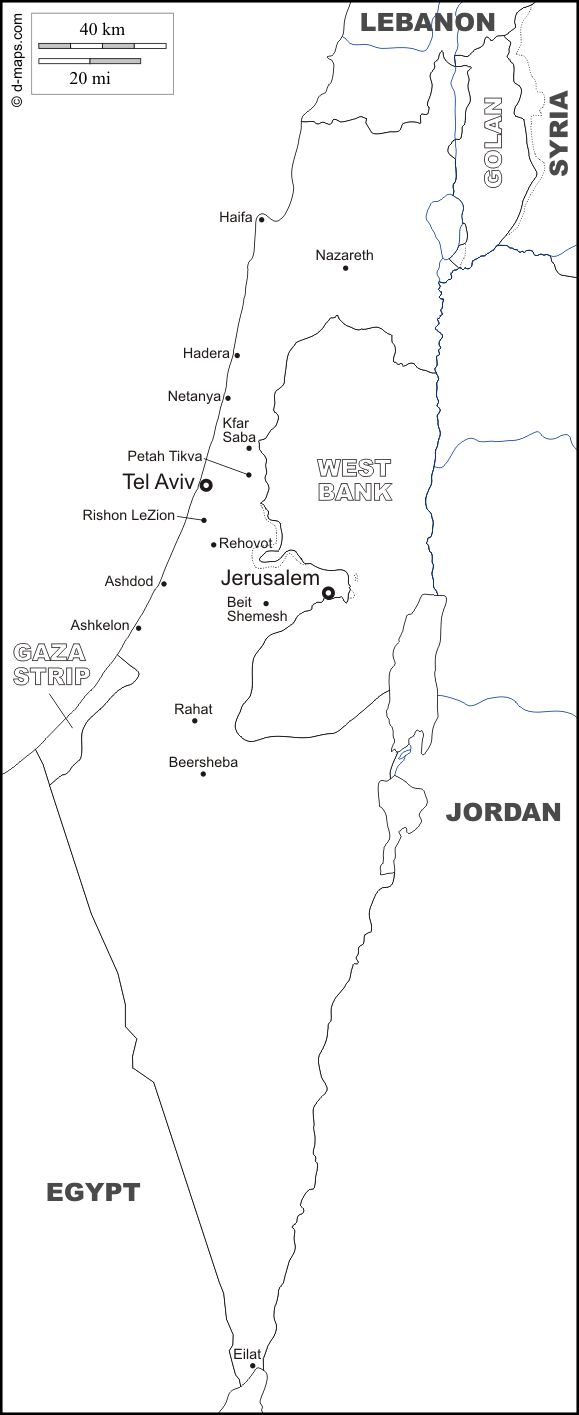 LEBANON
40 km
20 mi
© d-maps.com
GOLAN
SYRIA
Haifa
Nazareth
Hadera
Netanya
Kfar
Saba
Petah Tikva
WEST
BANK
Tel Aviv
Rishon LeZion
Rehovot
Jerusalem
Ashdod
Beit
Shemesh
Ashkelon
GAZA
STRIP
Rahat
Beersheba
JORDAN
EGYPT
Eilat